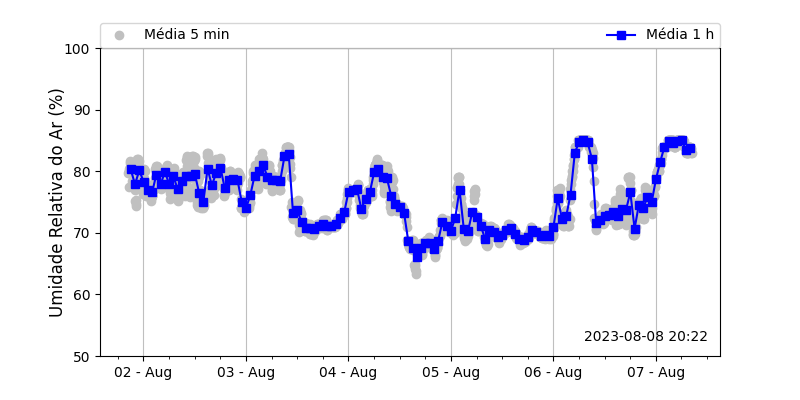 Média 5 min
Média 1 h
Umidade Relativa do Ar (%)
100
90
80
70
60
50
2023-08-08 20:22
02 - Aug
03 - Aug
04 - Aug
05 - Aug
06 - Aug
07 - Aug